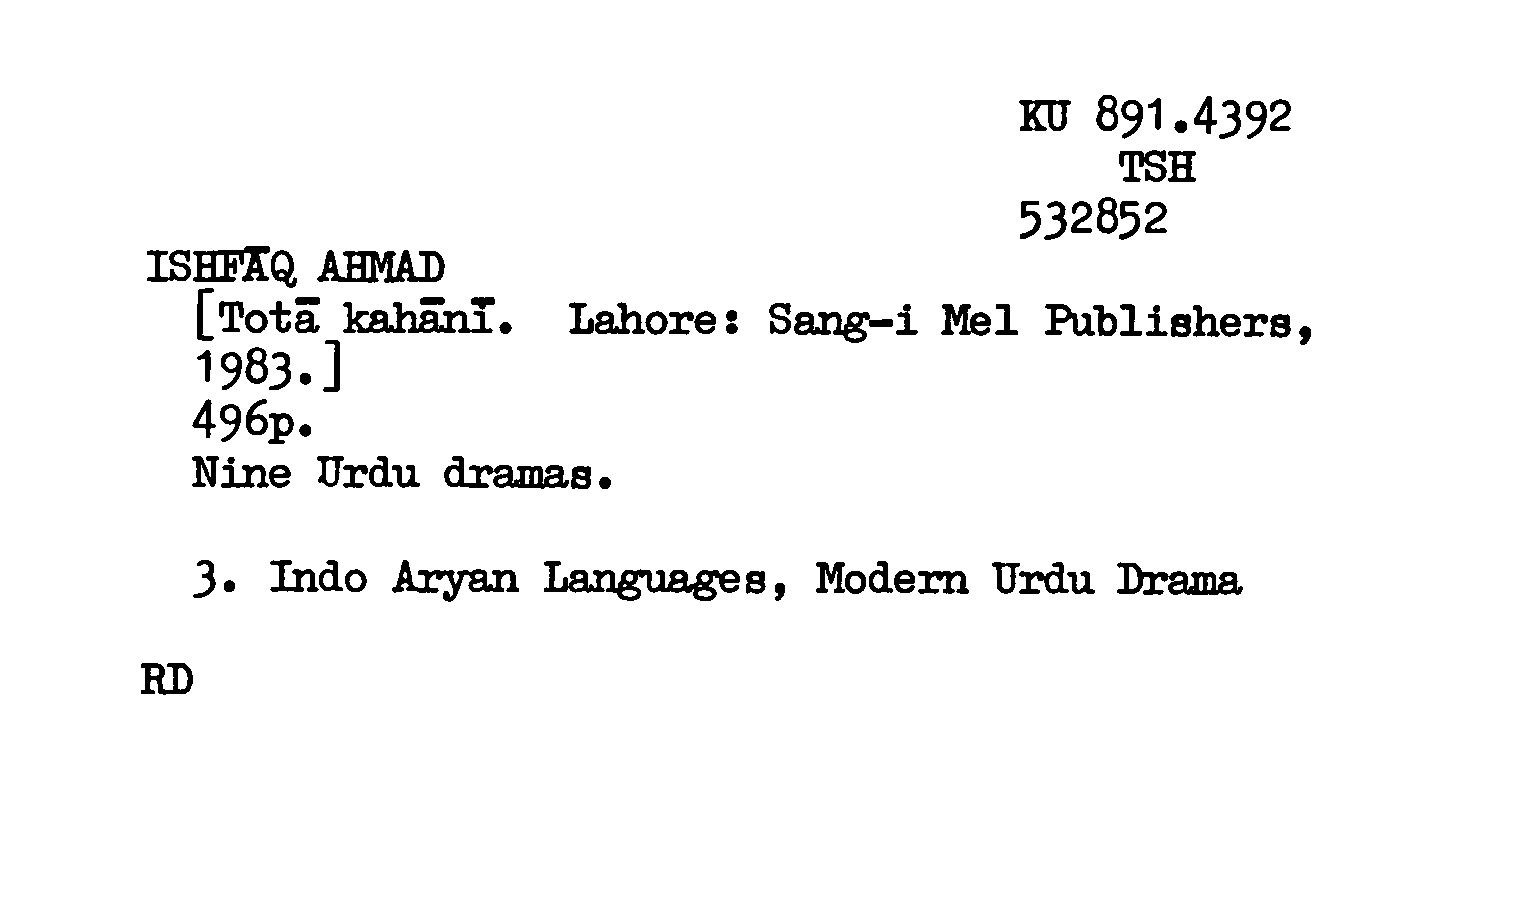 KU 891.4392
TSH
532852
ISHFĀQ AHMAD
[Totā kahānī. Lahore: Sang-i Mel Publishers,
1983.]
496p.
Nine Urdu dramas.
3. Indo Aryan Languages, Modern Urdu Drama
RD